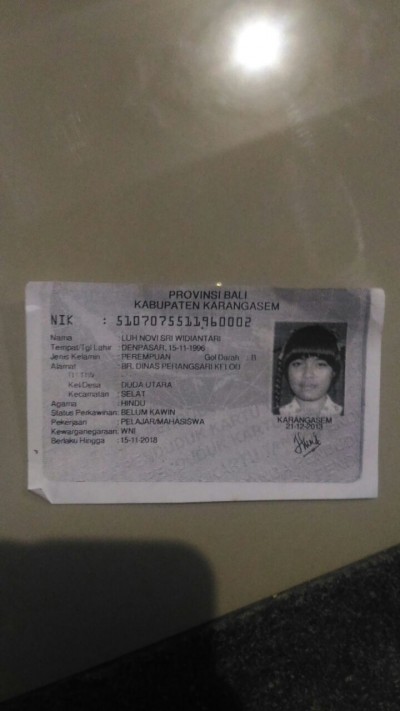 PROVINSI BALI
KABUPATEN KARANGASEM
NIK : 5107075511960002
Nama : LUH NOVI SRI WIDIANTARI
Tempat/Tgl Lahir : DENPASAR, 15-11-1996
Jenis Kelamin : PEREMPUAN Gol Darah : B
Alamat : BR. DINAS PERANGSARI KELOD
Kel/Desa : DUDA UTARA
Kecamatan : SELAT
Agama : HINDU
Status Perkawinan: BELUM KAWIN
Pekerjaan : PELAJAR/MAHASISWA
Kewarganegaraan: WNI
Berlaku Hingga : 15-11-2018
KARANGASEM
21-12-2013